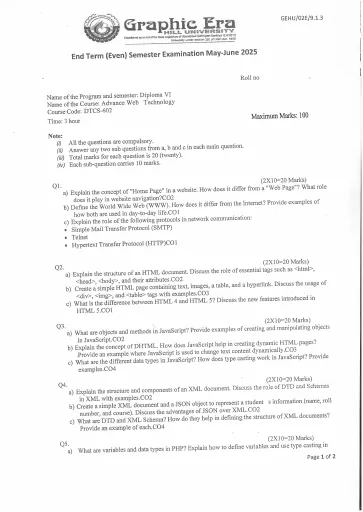 GEHU/02E/9.1.3
Graphic Era
HILL UNIVERSITY
End Term (Even) Semester Examination May-June 2025
Roll no
Name of the Program and semester: Diploma VI
Name of the Course: Advance Web Technology
Course Code: DTCS-602
Time: 3 hour
Maximum Marks: 100
Note:
(i) All the questions are compulsory.
(ii) Answer any two sub questions from a, b and c in each main question.
(iii) Total marks for each question is 20 (twenty).
(iv) Each sub-question carries 10 marks.
Q1.
(2X10=20 Marks)
a) Explain the concept of "Home Page" in a website. How does it differ from a "Web Page"? What role
does it play in website navigation?CO2
b) Define the World Wide Web (WWW). How does it differ from the Internet? Provide examples of
how both are used in day-to-day life.CO1
c) Explain the role of the following protocols in network communication:
• Simple Mail Transfer Protocol (SMTP)
• Telnet
• Hypertext Transfer Protocol (HTTP)CO1
Q2.
(2X10=20 Marks)
a) Explain the structure of an HTML document. Discuss the role of essential tags such as <html>,
<head>, <body>, and their attributes.CO2
b) Create a simple HTML page containing text, images, a table, and a hyperlink. Discuss the usage of
<div>, <img>, and <table> tags with examples.CO3
c) What is the difference between HTML 4 and HTML 5? Discuss the new features introduced in
HTML 5.CO1
Q3.
(2X10=20 Marks)
a) What are objects and methods in JavaScript? Provide examples of creating and manipulating objects
in JavaScript.CO2
b) Explain the concept of DHTML. How does JavaScript help in creating dynamic HTML pages?
Provide an example where JavaScript is used to change text content dynamically.CO3
c) What are the different data types in JavaScript? How does type casting work in JavaScript? Provide
examples.CO4
Q4.
(2X10=20 Marks)
a) Explain the structure and components of an XML document. Discuss the role of DTD and Schemas
in XML with examples.CO2
b) Create a simple XML document and a JSON object to represent a student s information (name, roll
number, and course). Discuss the advantages of JSON over XML.CO2
c) What are DTD and XML Schema? How do they help in defining the structure of XML documents?
Provide an example of each.CO4
Q5.
(2X10=20 Marks)
a) What are variables and data types in PHP? Explain how to define variables and use type casting in
Page 1 of 2